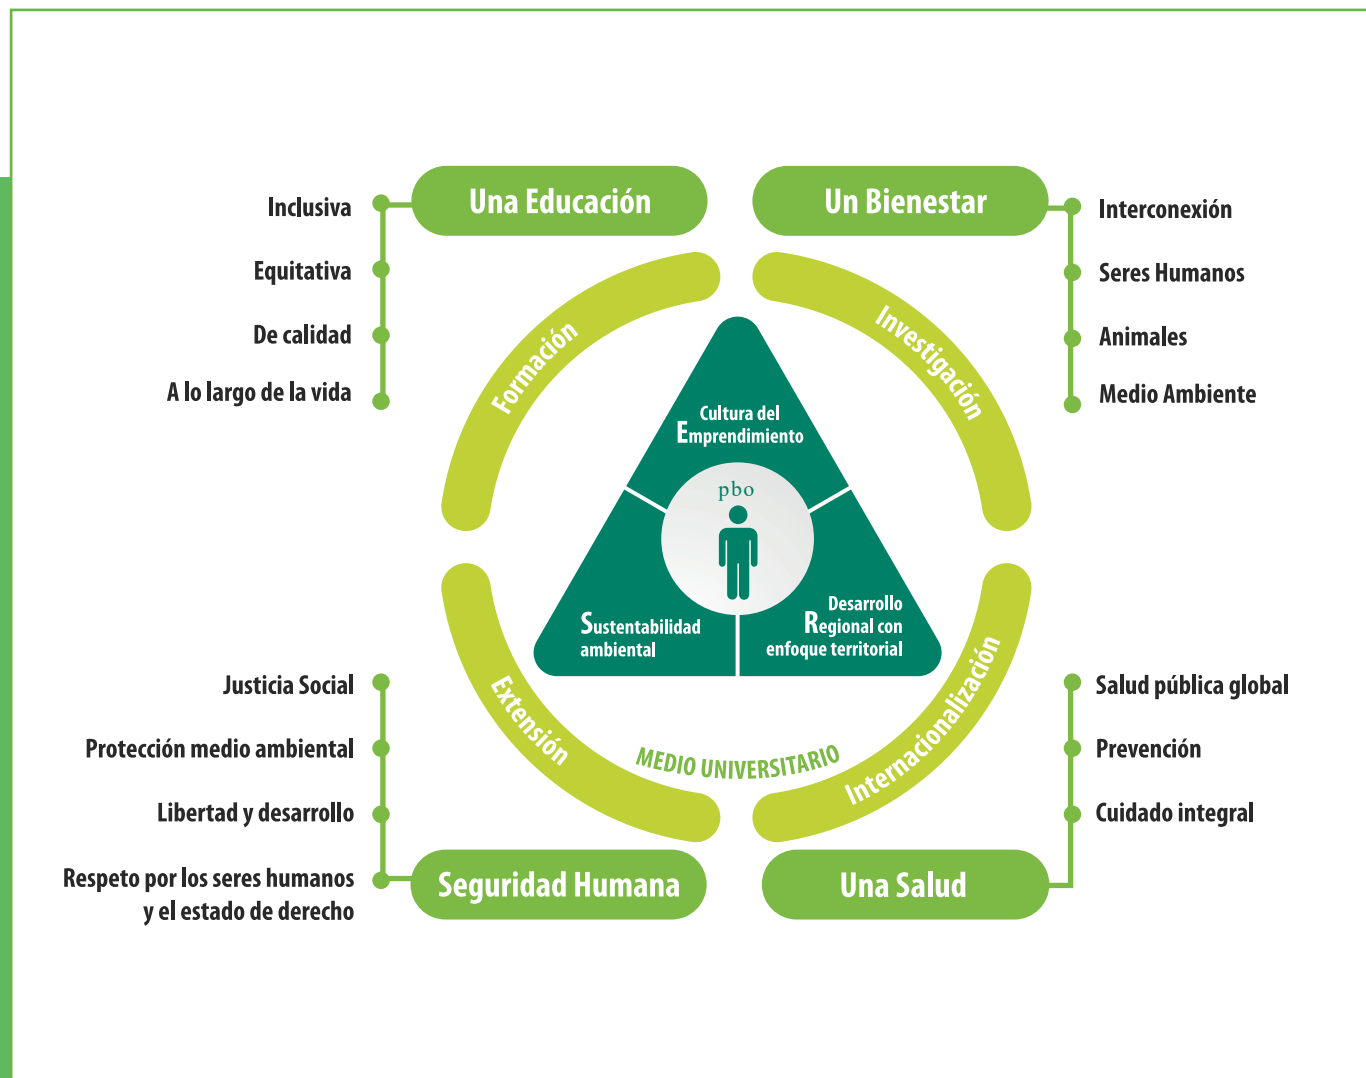 Una Educación
Inclusiva
Equitativa
De calidad
A lo largo de la vida
Un Bienestar
Interconexión
Seres Humanos
Animales
Medio Ambiente
Formación
Investigación
Cultura del
Emprendimiento
pbo
Sustentabilidad
ambiental
Desarrollo
Regional con
enfoque territorial
Extensión
Internacionalización
MEDIO UNIVERSITARIO
Justicia Social
Protección medio ambiental
Libertad y desarrollo
Respeto por los seres humanos
y el estado de derecho
Seguridad Humana
Salud pública global
Prevención
Cuidado integral
Una Salud